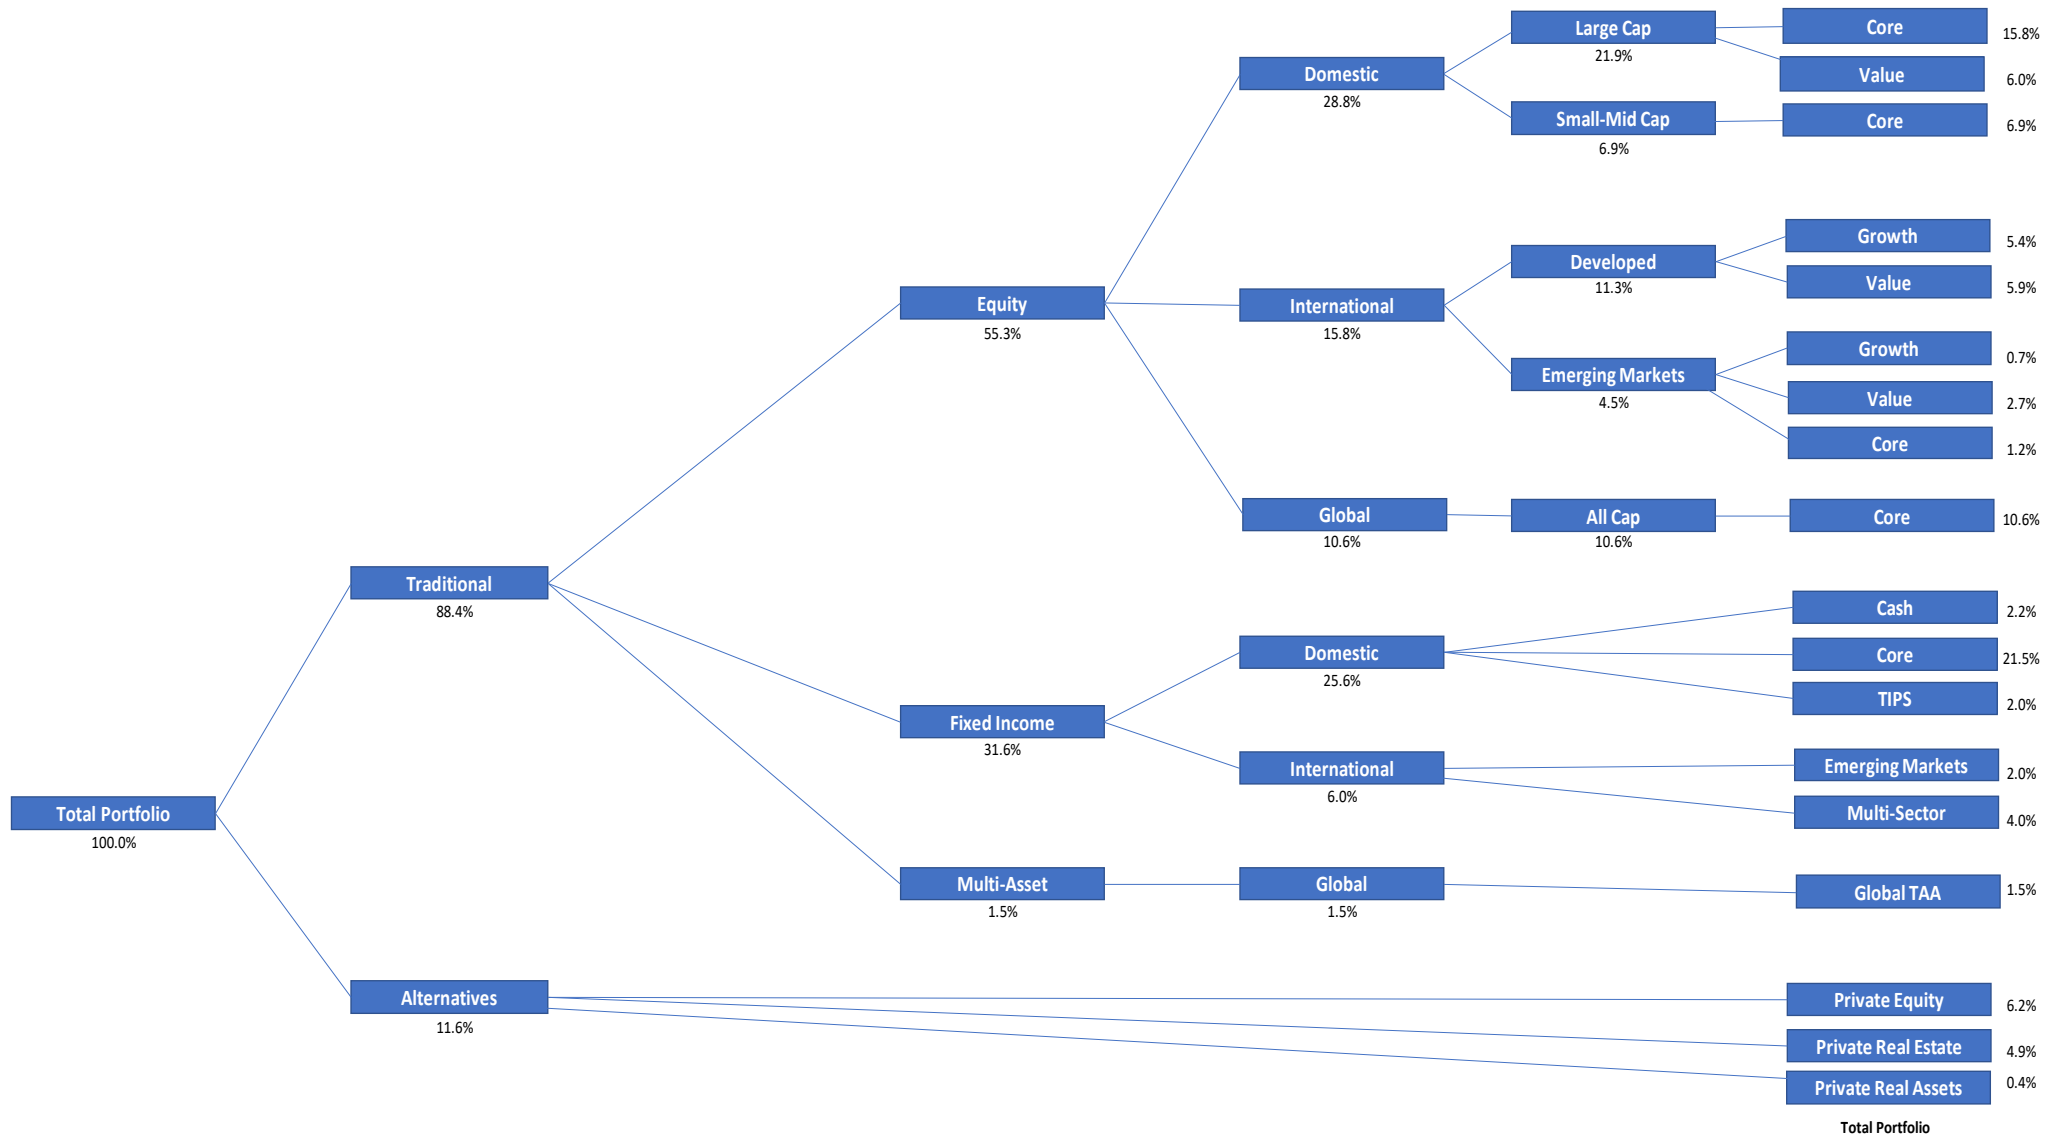 Large Cap
21.9%
Core
15.8%
Value
6.0%
Domestic
28.8%
Small-Mid Cap
6.9%
Core
6.9%
Growth
5.4%
Developed
11.3%
Value
5.9%
Equity
55.3%
International
15.8%
Growth
0.7%
Emerging Markets
4.5%
Value
2.7%
Core
1.2%
Global
10.6%
All Cap
10.6%
Core
10.6%
Traditional
88.4%
Cash
2.2%
Domestic
25.6%
Core
21.5%
TIPS
2.0%
Fixed Income
31.6%
International
6.0%
Emerging Markets
2.0%
Multi-Sector
4.0%
Total Portfolio
100.0%
Multi-Asset
1.5%
Global
1.5%
Global TAA
1.5%
Alternatives
11.6%
Private Equity
6.2%
Private Real Estate
4.9%
Private Real Assets
0.4%
Total Portfolio